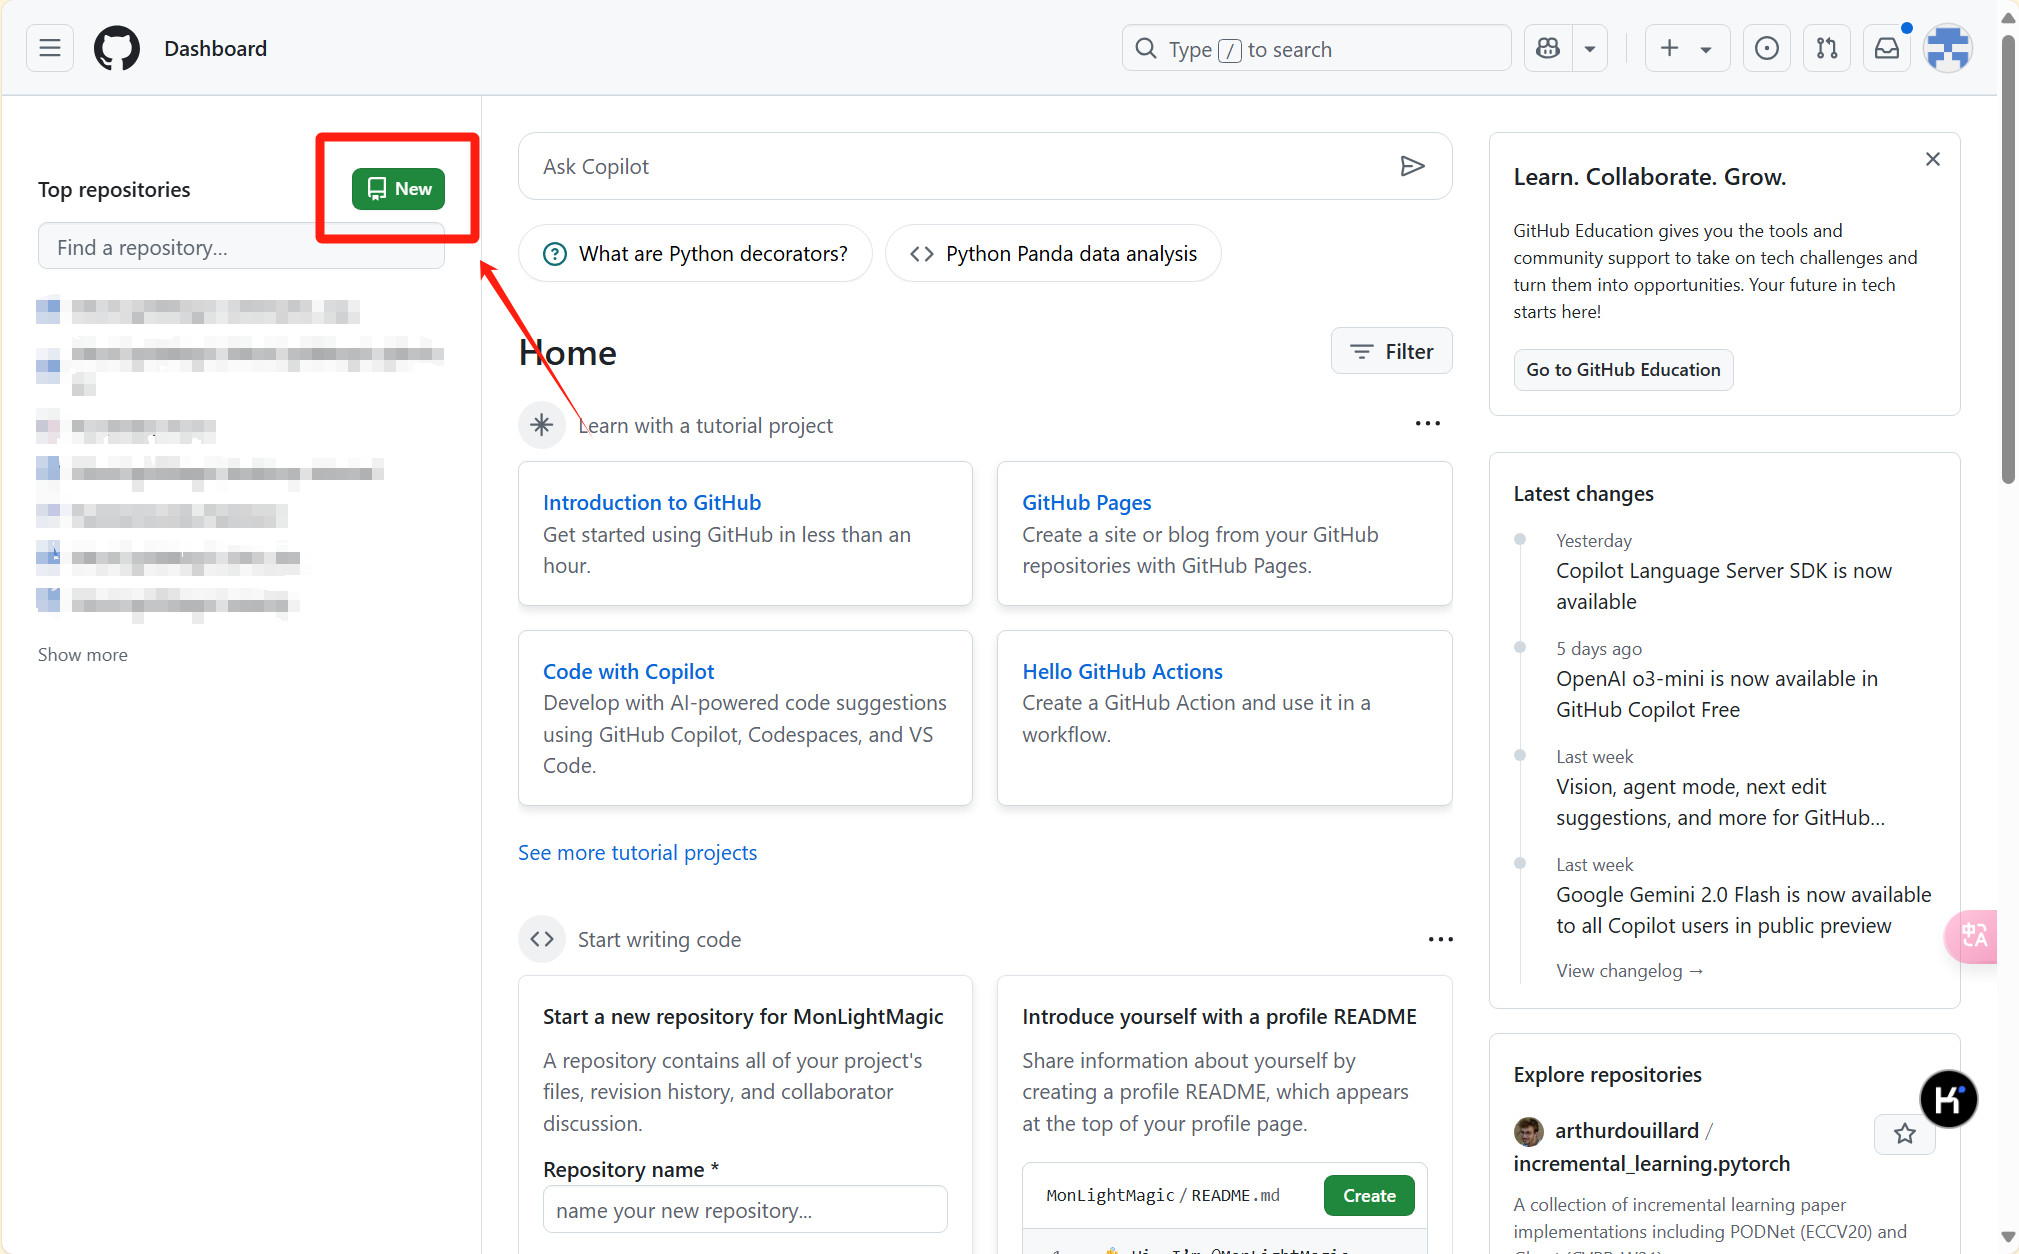 Dashboard
Type / to search
Top repositories
New
Find a repository...
Show more
Ask Copilot
What are Python decorators?
Python Panda data analysis
Home
Filter
Learn with a tutorial project
Introduction to GitHub
Get started using GitHub in less than an
hour.
GitHub Pages
Create a site or blog from your GitHub
repositories with GitHub Pages.
Code with Copilot
Develop with AI-powered code suggestions
using GitHub Copilot, Codespaces, and VS
Code.
Hello GitHub Actions
Create a GitHub Action and use it in a
workflow.
See more tutorial projects
Start writing code
Start a new repository for MonLightMagic
A repository contains all of your project's
files, revision history, and collaborator
discussion.
Repository name *
name your new repository...
Introduce yourself with a profile README
Share information about yourself by
creating a profile README, which appears
at the top of your profile page.
MonLightMagic / README.md
Create
Learn. Collaborate. Grow.
GitHub Education gives you the tools and
community support to take on tech challenges and
turn them into opportunities. Your future in tech
starts here!
Go to GitHub Education
Latest changes
Yesterday
Copilot Language Server SDK is now
available
5 days ago
OpenAI o3-mini is now available in
GitHub Copilot Free
Last week
Vision, agent mode, next edit
suggestions, and more for GitHub...
Last week
Google Gemini 2.0 Flash is now available
to all Copilot users in public preview
View changelog →
中A
Explore repositories
K
arthurdouillard /
incremental_learning.pytorch
A collection of incremental learning paper
implementations including PODNet (ECCV20) and